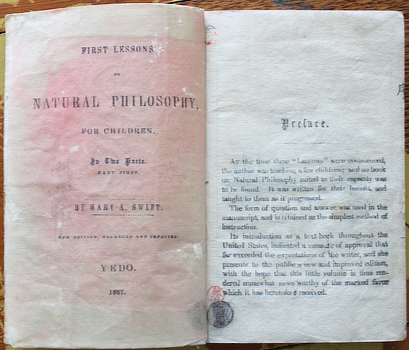 FIRST LESSONS
ON
NATURAL PHILOSOPHY,
FOR CHILDREN.
In Two Parts.
PART FIRST.
BY MARY A. SWIFT.
NEW EDITION, ENLARGED AND IMPROVED.
YEDO.
1867.
Preface.
At the time these "Lessons" were commenced,
the author was teaching a few children; and no book
on Natural Philosophy suited to their capacity was
to be found. It was written for their benefit, and
taught to them as it progressed.
The form of question and answer was used in the
manuscript, and is retained as the simplest method of
instruction.
Its introduction as a text-book throughout the
United States, indicated a measure of approval that
far exceeded the expectations of the writer, and she
presents to the public a new and improved edition,
with the hope that this little volume is thus ren-
dered somewhat more worthy of the marked favor
which it has heretofore received.